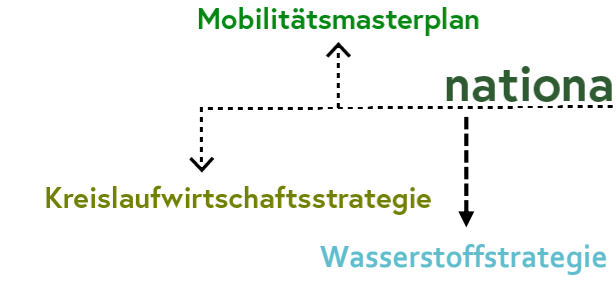 Mobilitätsmasterplan
nationa
Kreislaufwirtschaftsstrategie
Wasserstoffstrategie